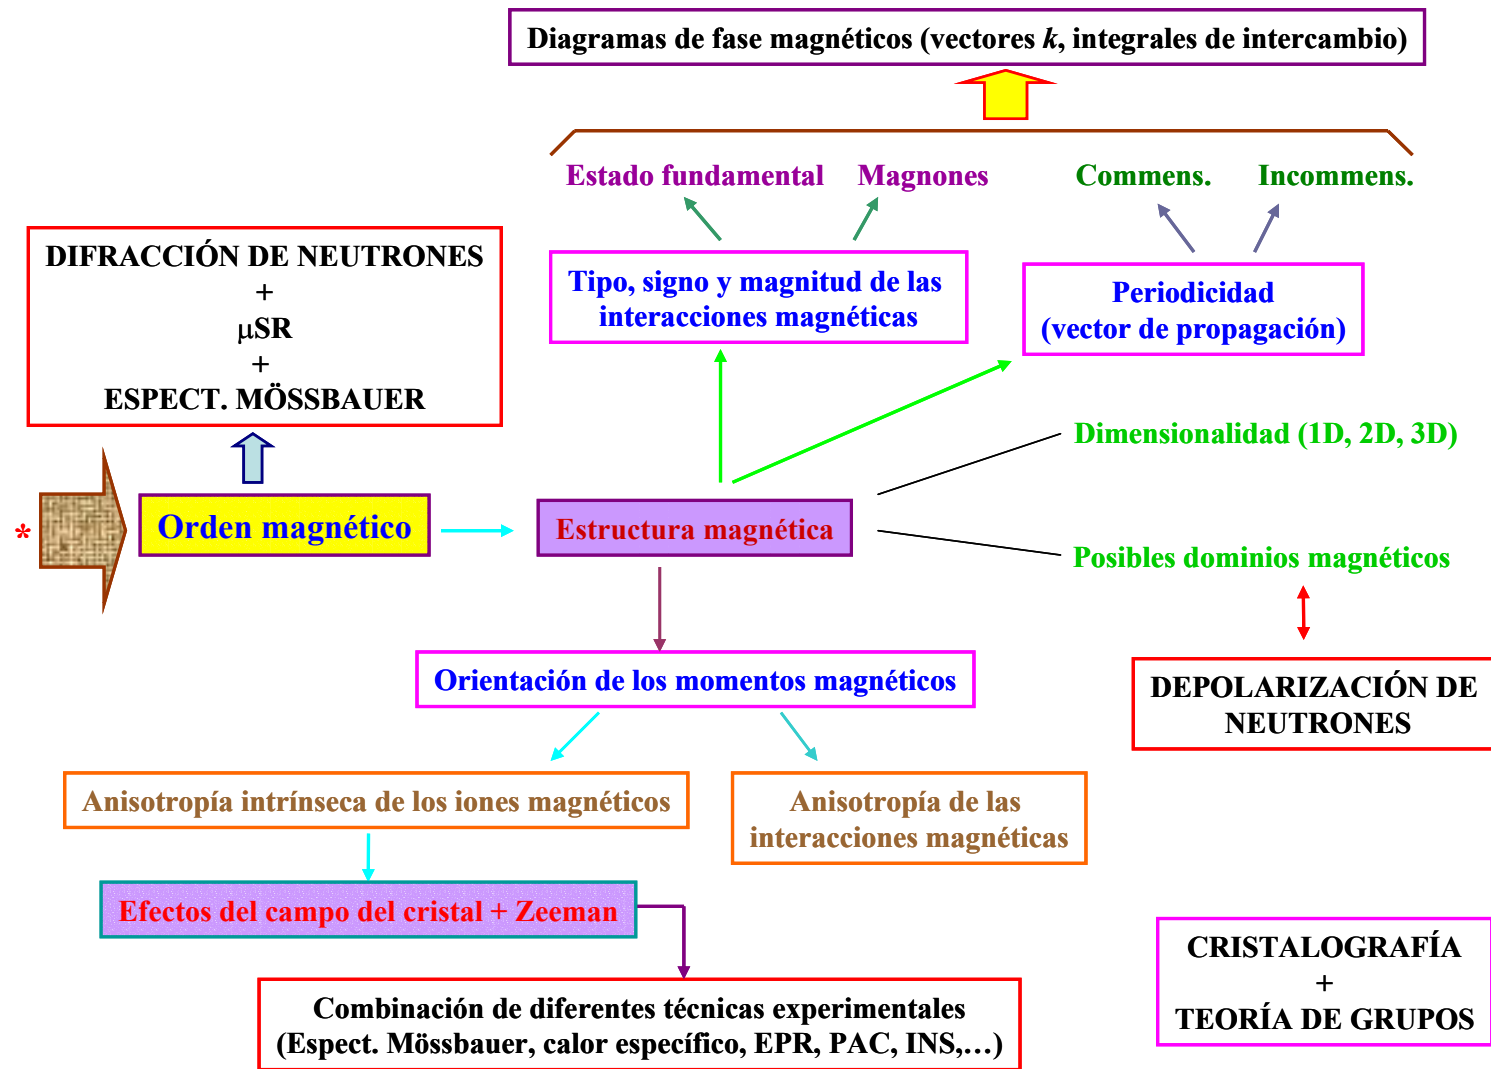 Diagramas de fase magnéticos (vectores k, integrales de intercambio)
Estado fundamental
Magnones
Commens.
Incommens.
DIFRACCIÓN DE NEUTRONES
+
μSR
+
ESPECT. MÖSSBAUER
Tipo, signo y magnitud de las
interacciones magnéticas
Periodicidad
(vector de propagación)
Dimensionalidad (1D, 2D, 3D)
*
Orden magnético
Estructura magnética
Posibles dominios magnéticos
Orientación de los momentos magnéticos
DEPOLARIZACIÓN DE
NEUTRONES
Anisotropía intrínseca de los iones magnéticos
Anisotropía de las
interacciones magnéticas
Efectos del campo del cristal + Zeeman
CRISTALOGRAFÍA
+
TEORÍA DE GRUPOS
Combinación de diferentes técnicas experimentales
(Espect. Mössbauer, calor específico, EPR, PAC, INS,…)